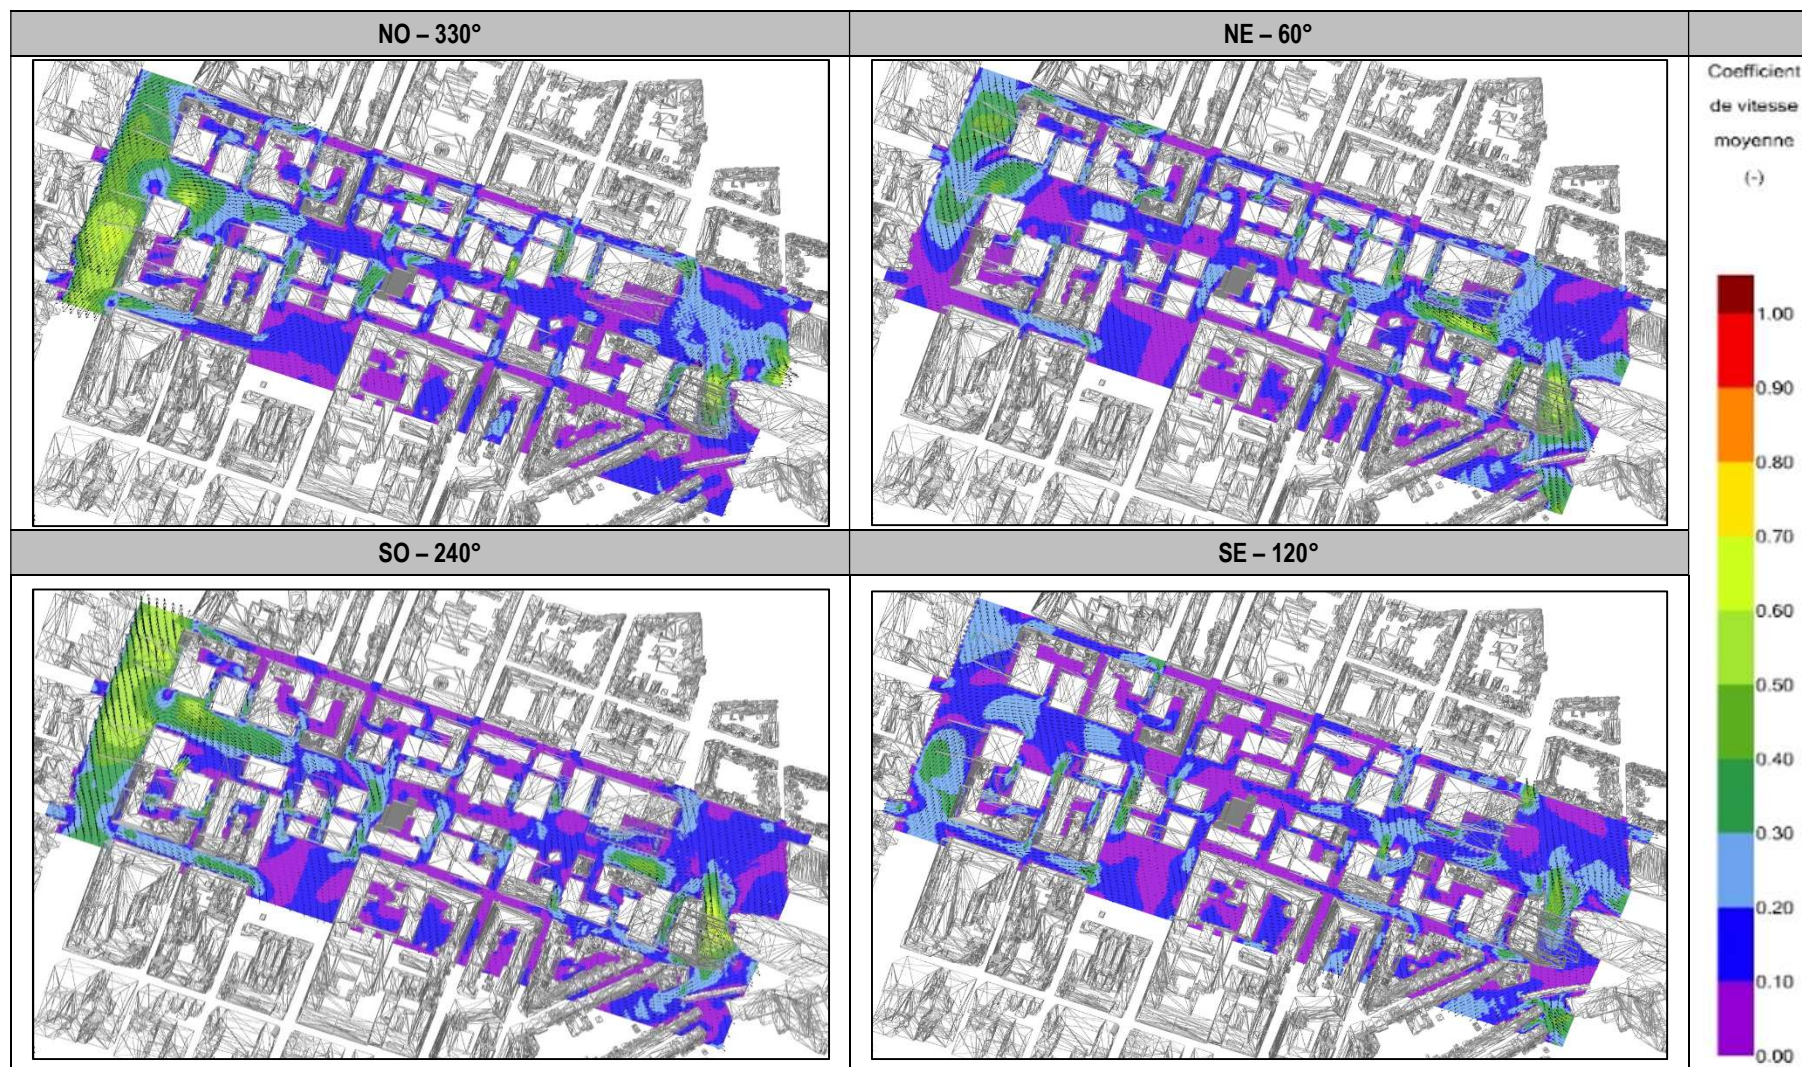 NO – 330°
NE – 60°
Coefficient
de vitesse
moyenne
(-)
1.00
0.90
0.80
0.70
0.60
0.50
0.40
0.30
0.20
0.10
0.00
SO – 240°
SE – 120°